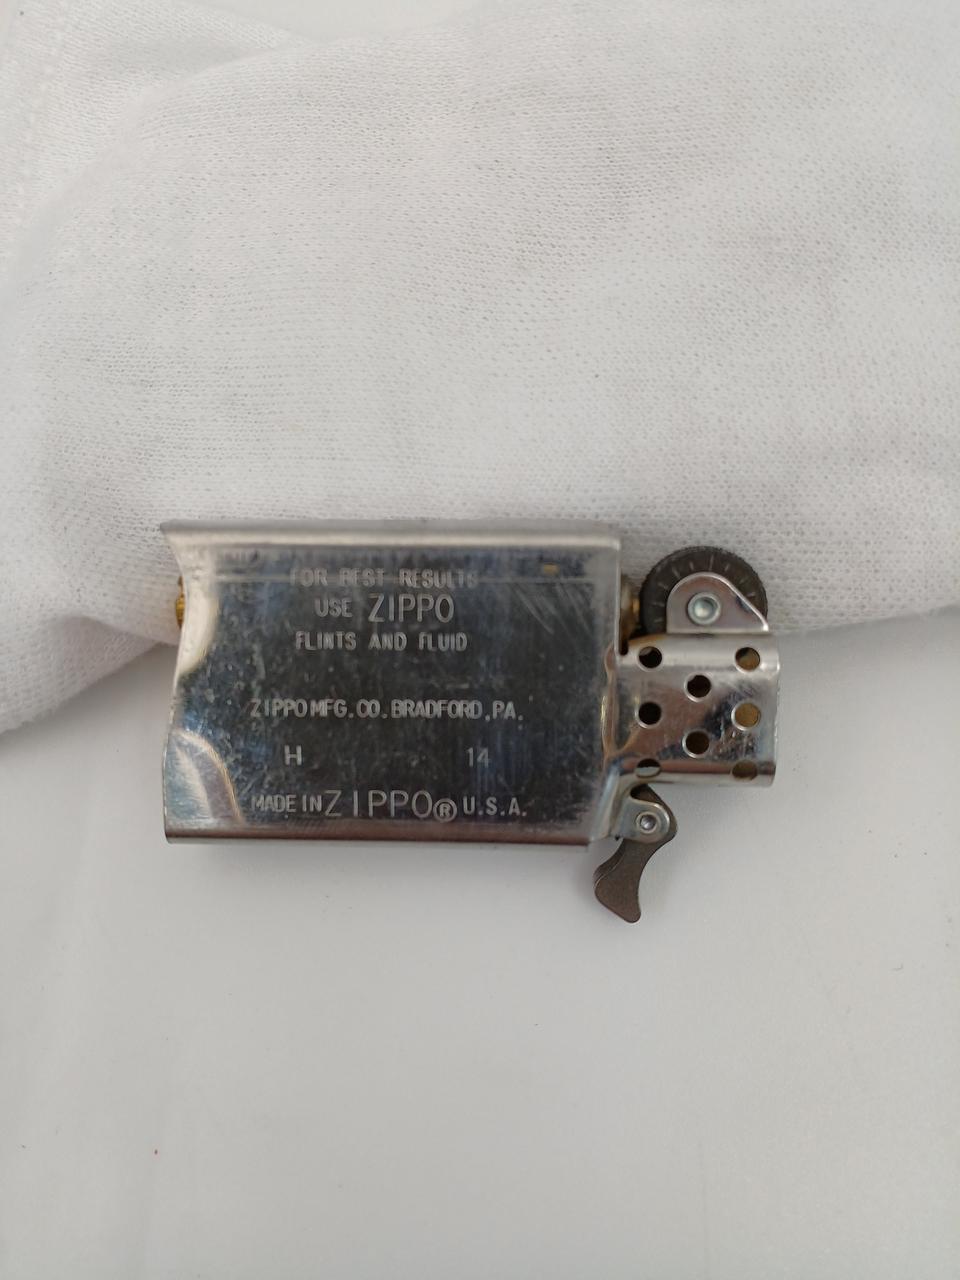 FOR BEST RESULTS
USE ZIPPO
FLINTS AND FLUID
ZIPPO MFG. CO. BRADFORD, PA.
H 14
MADE IN ZIPPO® U.S.A.